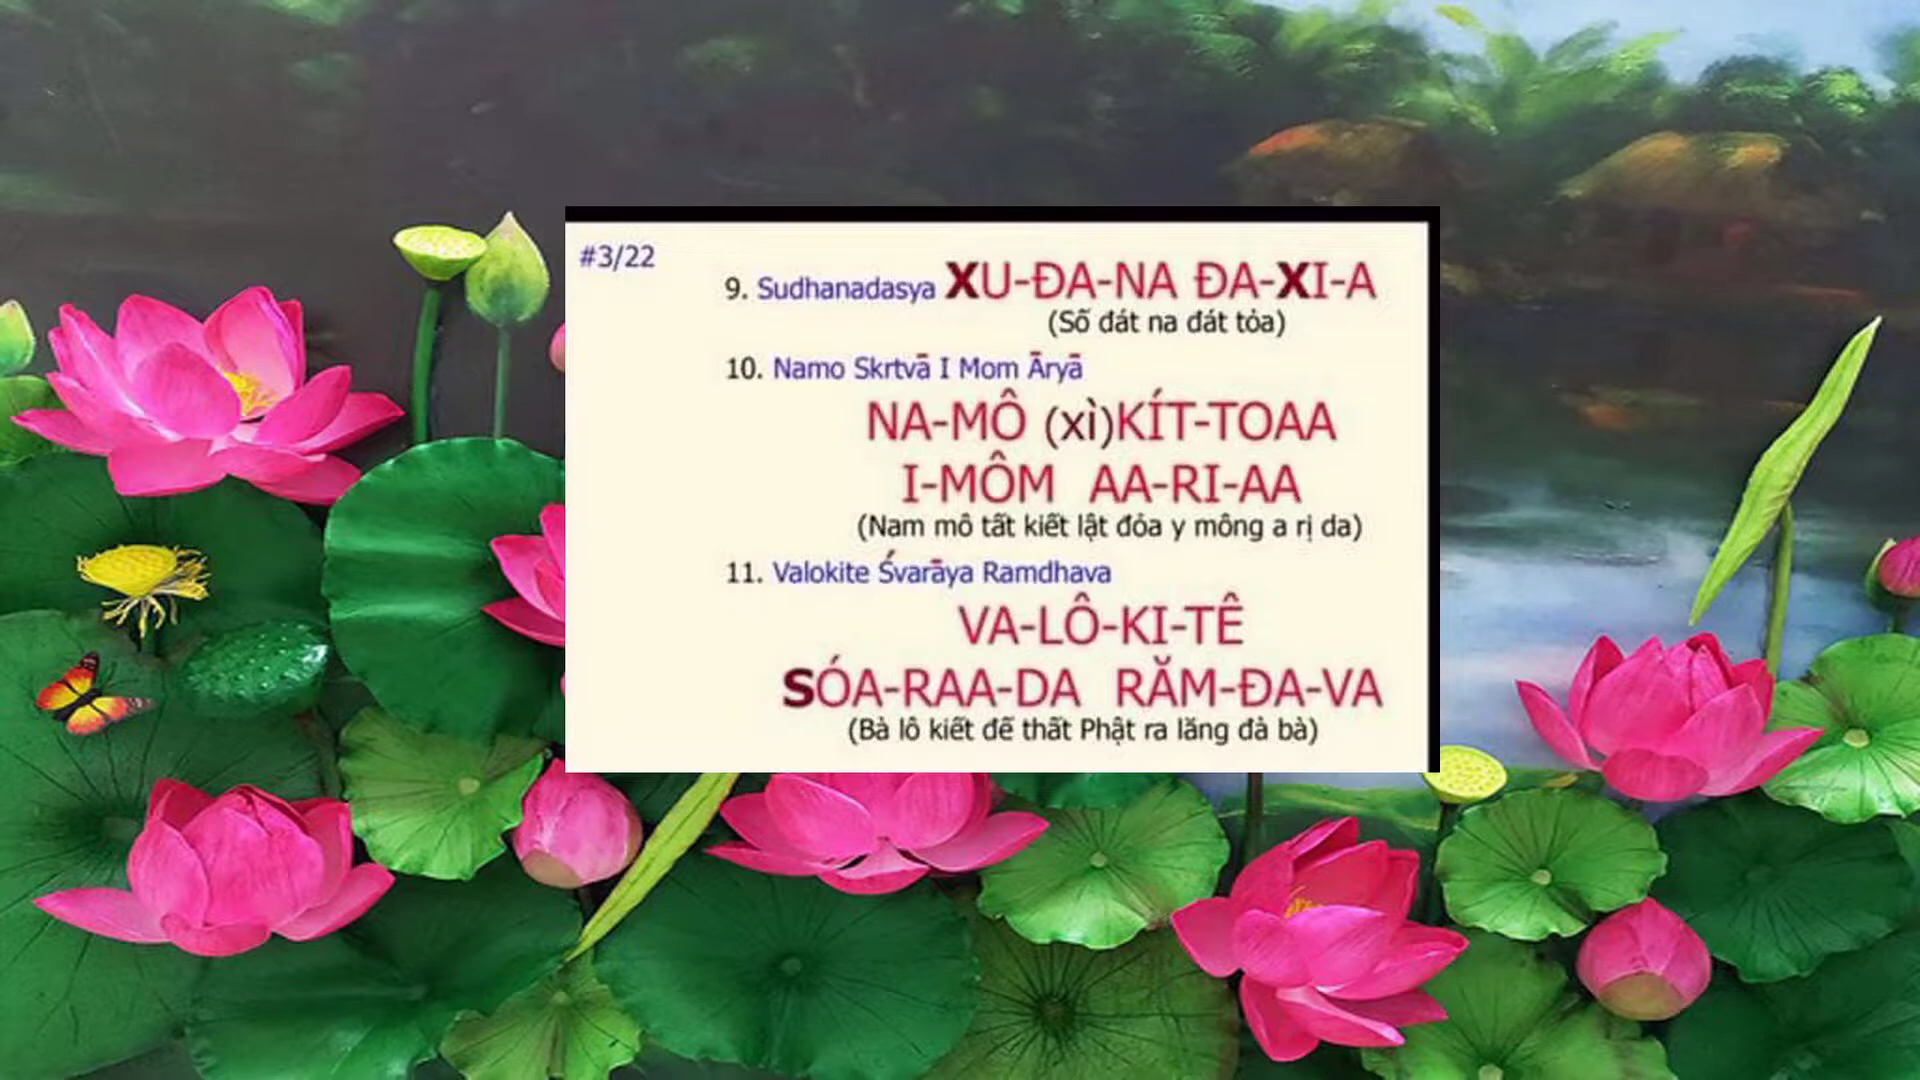 #3/22
9. Sudhanadasya XU-ĐA-NA ĐA-XI-A
(Số đát na đát tỏa)
10. Namo Skrtvā I Mom Āryā
NA-MÔ (xì)KÍT-TOAA
I-MÔM AA-RI-AA
(Nam mô tất kiết lật đỏa y mông a rị da)
11. Valokite Śvarāya Ramdhava
VA-LÔ-KI-TÊ
SÓA-RAA-DA RĂM-ĐA-VA
(Bà lô kiết đế thất Phật ra lăng đà bà)